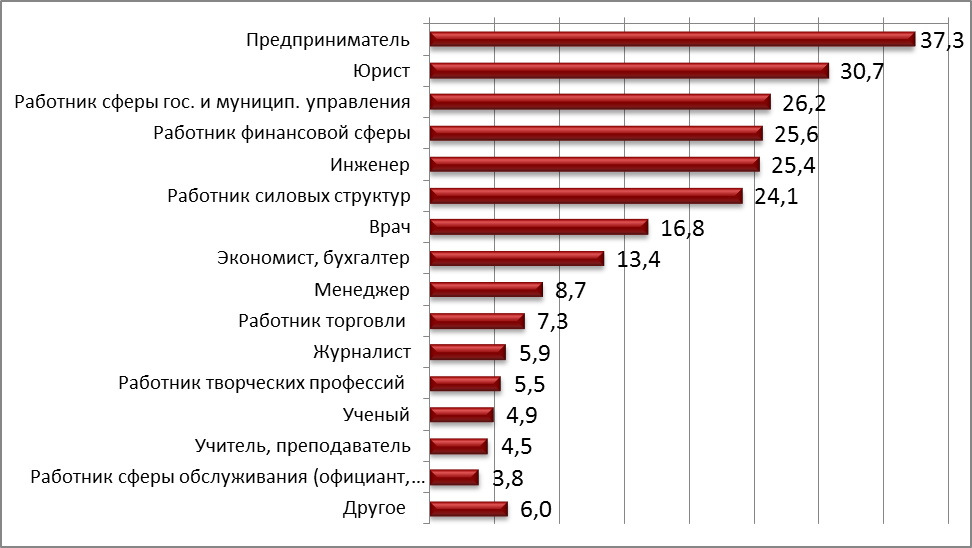 Предприниматель 37,3
Юрист 30,7
Работник сферы гос. и муницип. управления 26,2
Работник финансовой сферы 25,6
Инженер 25,4
Работник силовых структур 24,1
Врач 16,8
Экономист, бухгалтер 13,4
Менеджер 8,7
Работник торговли 7,3
Журналист 5,9
Работник творческих профессий 5,5
Ученый 4,9
Учитель, преподаватель 4,5
Работник сферы обслуживания (официант,... 3,8
Другое 6,0